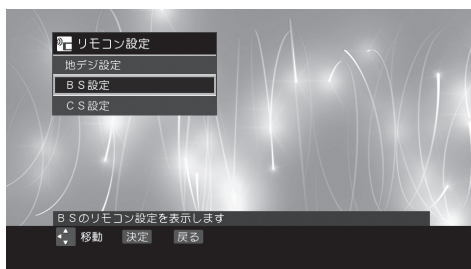 リモコン設定
地デジ設定
ＢＳ設定
ＣＳ設定
ＢＳのリモコン設定を表示します
移動 決定 戻る